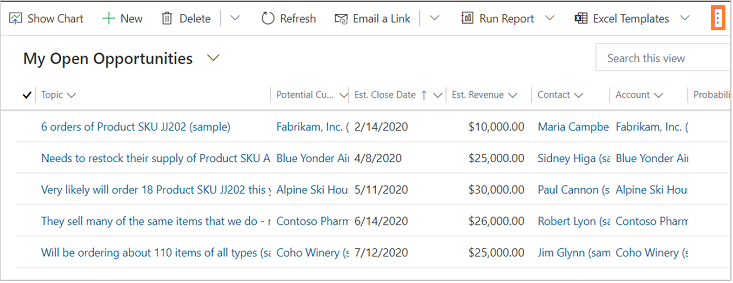 Show Chart New Delete Refresh Email a Link Run Report Excel Templates
My Open Opportunities Search this view
Topic Potential Cu... Est. Close Date Est. Revenue Contact Account Probabili
6 orders of Product SKU JJ202 (sample) Fabrikam, Inc. ( 2/14/2020 $10,000.00 Maria Campbe Fabrikam, Inc. (
Needs to restock their supply of Product SKU A Blue Yonder Air 4/8/2020 $25,000.00 Sidney Higa (sa Blue Yonder Air
Very likely will order 18 Product SKU JJ202 this y Alpine Ski Hou 5/11/2020 $30,000.00 Paul Cannon (s Alpine Ski Hou
They sell many of the same items that we do - n Contoso Pharm 6/14/2020 $26,000.00 Robert Lyon (sa Contoso Pharm
Will be ordering about 110 items of all types (sa Coho Winery (s 7/12/2020 $25,000.00 Jim Glynn (sam Coho Winery (s